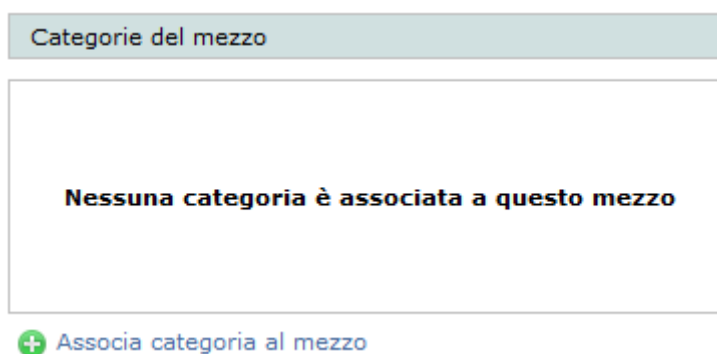 Categorie del mezzo
Nessuna categoria è associata a questo mezzo
Associa categoria al mezzo